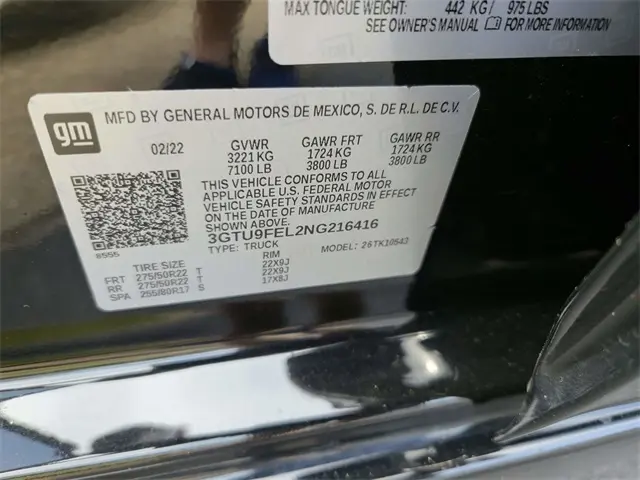 MAX TONGUE WEIGHT: 442 KG/ 975 LBS
SEE OWNER'S MANUAL FOR MORE INFORMATION
gm
MFD BY GENERAL MOTORS DE MEXICO, S. DE R.L. DE C.V.
02/22 GVWR GAWR FRT GAWR RR
3221 KG 1724 KG 1724 KG
7100 LB 3800 LB 3800 LB
THIS VEHICLE CONFORMS TO ALL
APPLICABLE U.S. FEDERAL MOTOR
VEHICLE SAFETY STANDARDS IN EFFECT
ON THE DATE OF MANUFACTURE
SHOWN ABOVE.
3GTU9FEL2NG216416
8555 TYPE: TRUCK MODEL: 26TK10543
TIRE SIZE RIM
FRT 275/50R22 T 22X9J
RR 275/50R22 T 22X9J
SPA 255/80R17 S 17X8J